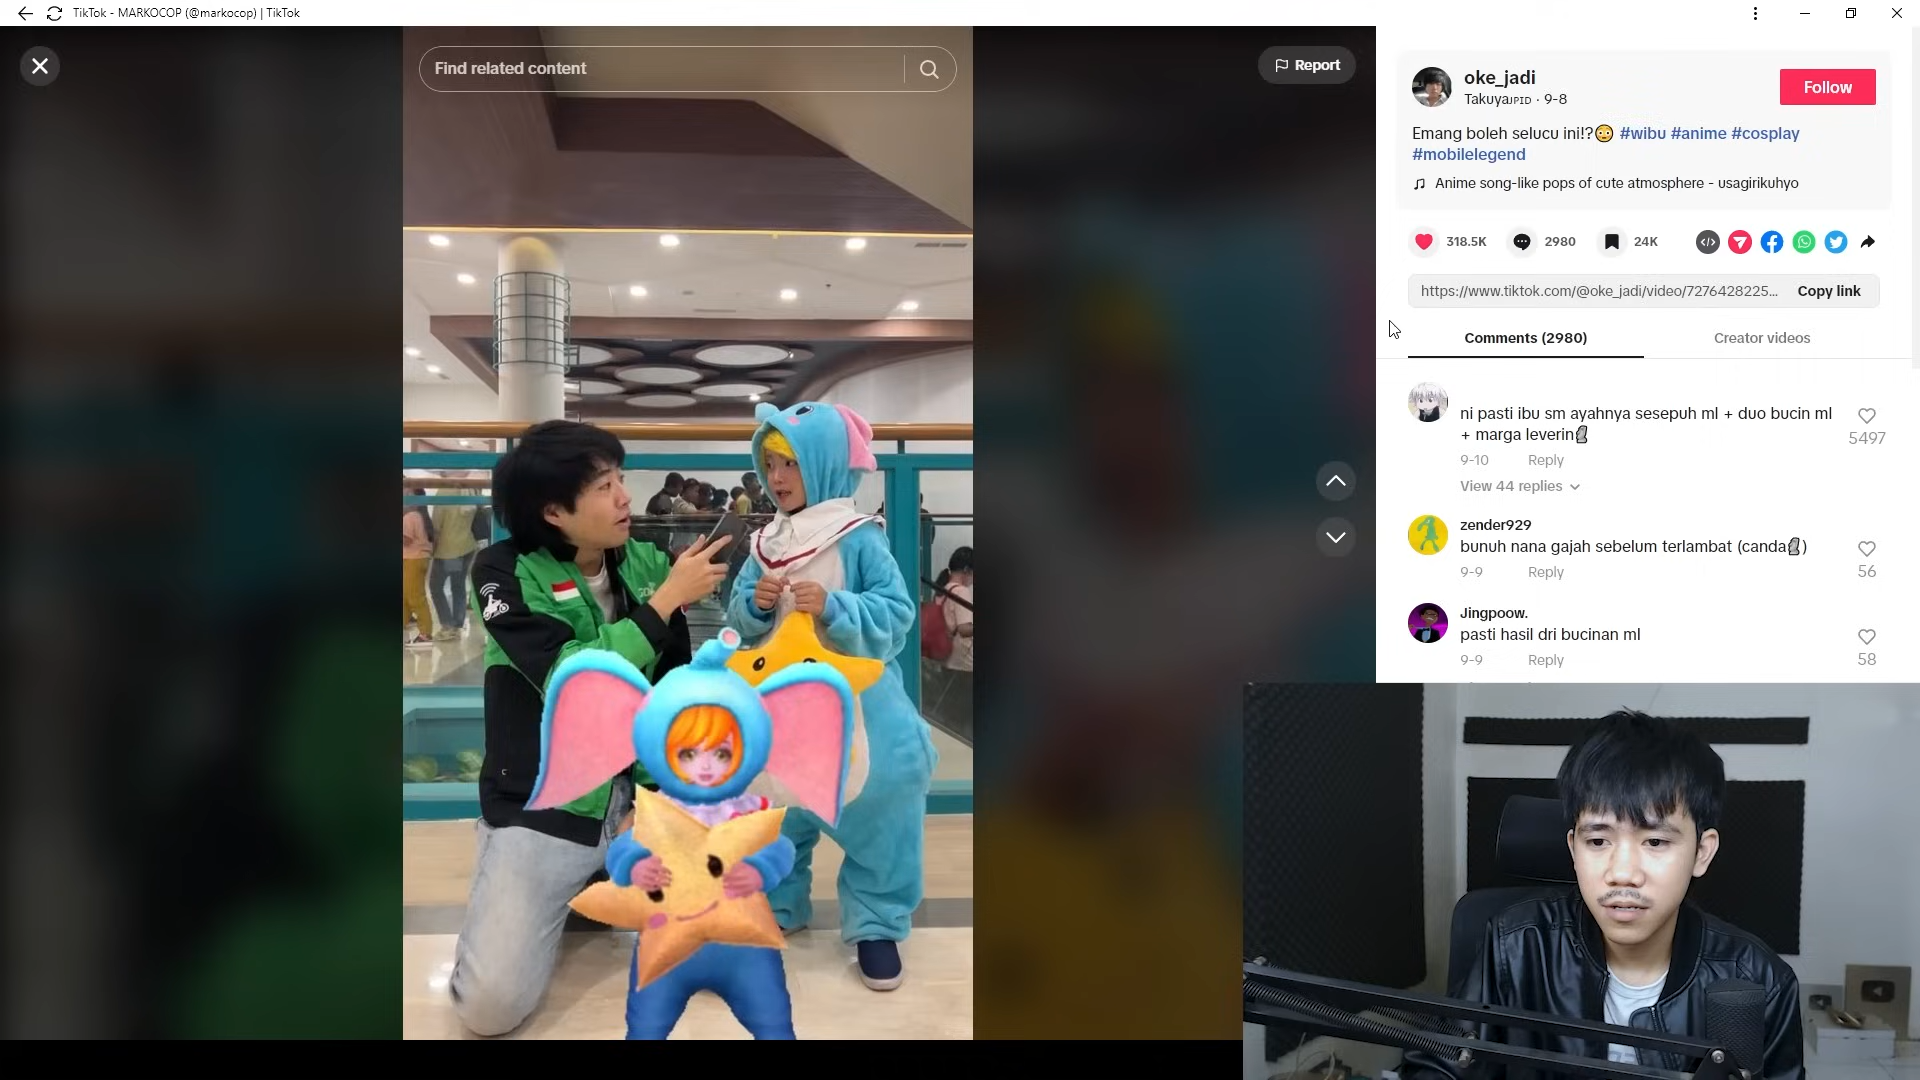 TikTok - MARKOCOP (@markocop) | TikTok
Find related content
Report
oke_jadi
TakuyaJPID · 9-8
Follow
Emang boleh selucu ini!?😳 #wibu #anime #cosplay
#mobilelegend
Anime song-like pops of cute atmosphere - usagirikuhyo
318.5K
2980
24K
https://www.tiktok.com/@oke_jadi/video/7276428225...
Copy link
Comments (2980)
Creator videos
ni pasti ibu sm ayahnya sesepuh ml + duo bucin ml
+ marga leverin🗿
5497
9-10
Reply
View 44 replies
zender929
bunuh nana gajah sebelum terlambat (canda🗿)
9-9
Reply
56
Jingpoow.
pasti hasil dri bucinan ml
9-9
Reply
58